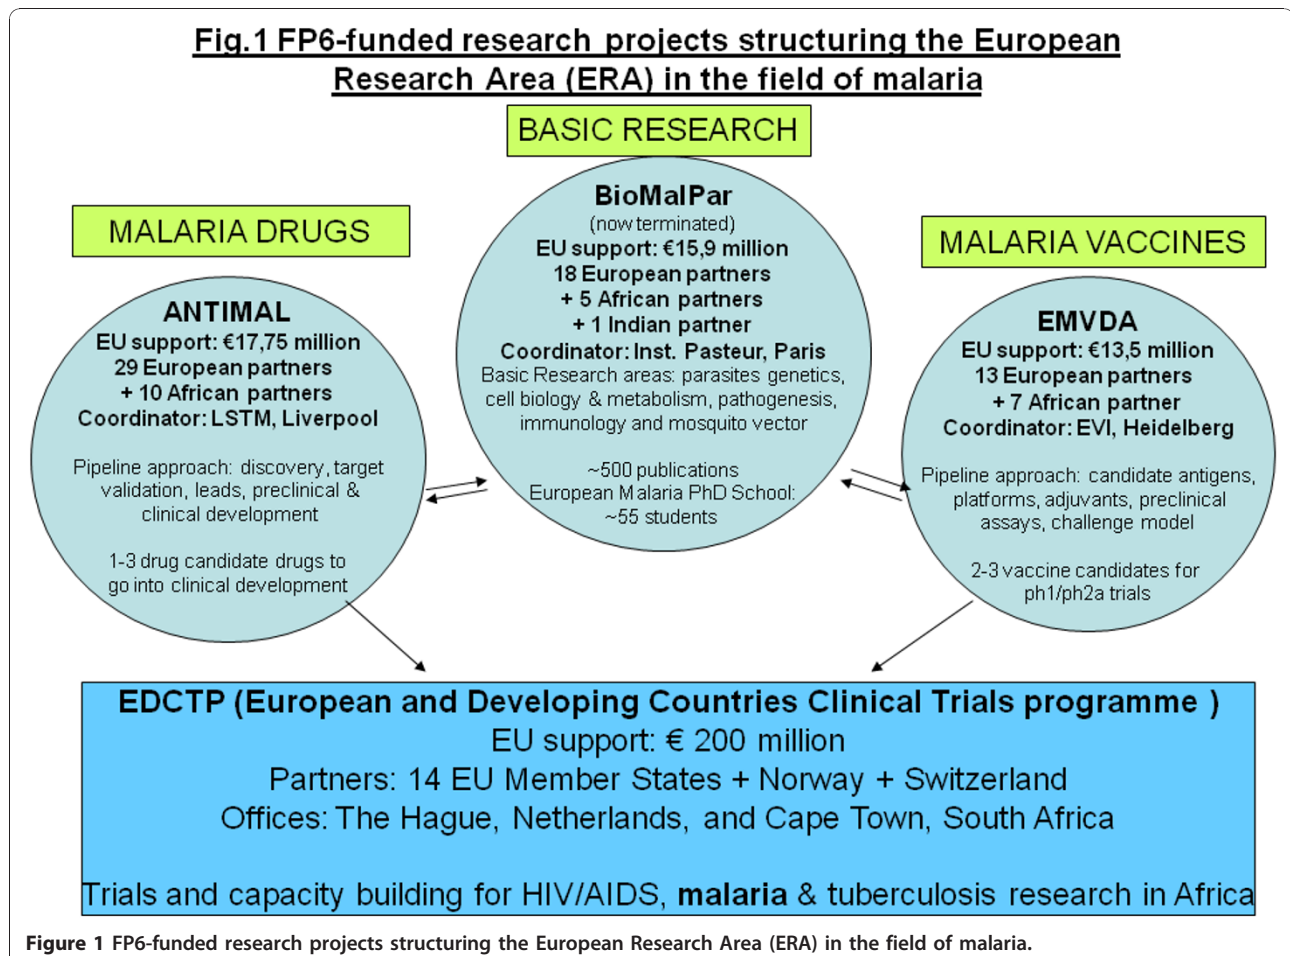 Fig.1 FP6-funded research projects structuring the European
Research Area (ERA) in the field of malaria
BASIC RESEARCH
BioMalPar
(now terminated)
EU support: €15,9 million
18 European partners
+ 5 African partners
+ 1 Indian partner
Coordinator: Inst. Pasteur, Paris
Basic Research areas: parasites genetics,
cell biology & metabolism, pathogenesis,
immunology and mosquito vector
~500 publications
European Malaria PhD School:
~55 students
MALARIA DRUGS
ANTIMAL
EU support: €17,75 million
29 European partners
+ 10 African partners
Coordinator: LSTM, Liverpool
Pipeline approach: discovery, target
validation, leads, preclinical &
clinical development
1-3 drug candidate drugs to
go into clinical development
MALARIA VACCINES
EMVDA
EU support: €13,5 million
13 European partners
+ 7 African partner
Coordinator: EVI, Heidelberg
Pipeline approach: candidate antigens,
platforms, adjuvants, preclinical
assays, challenge model
2-3 vaccine candidates for
ph1/ph2a trials
EDCTP (European and Developing Countries Clinical Trials programme )
EU support: € 200 million
Partners: 14 EU Member States + Norway + Switzerland
Offices: The Hague, Netherlands, and Cape Town, South Africa
Trials and capacity building for HIV/AIDS, malaria & tuberculosis research in Africa
Figure 1 FP6-funded research projects structuring the European Research Area (ERA) in the field of malaria.